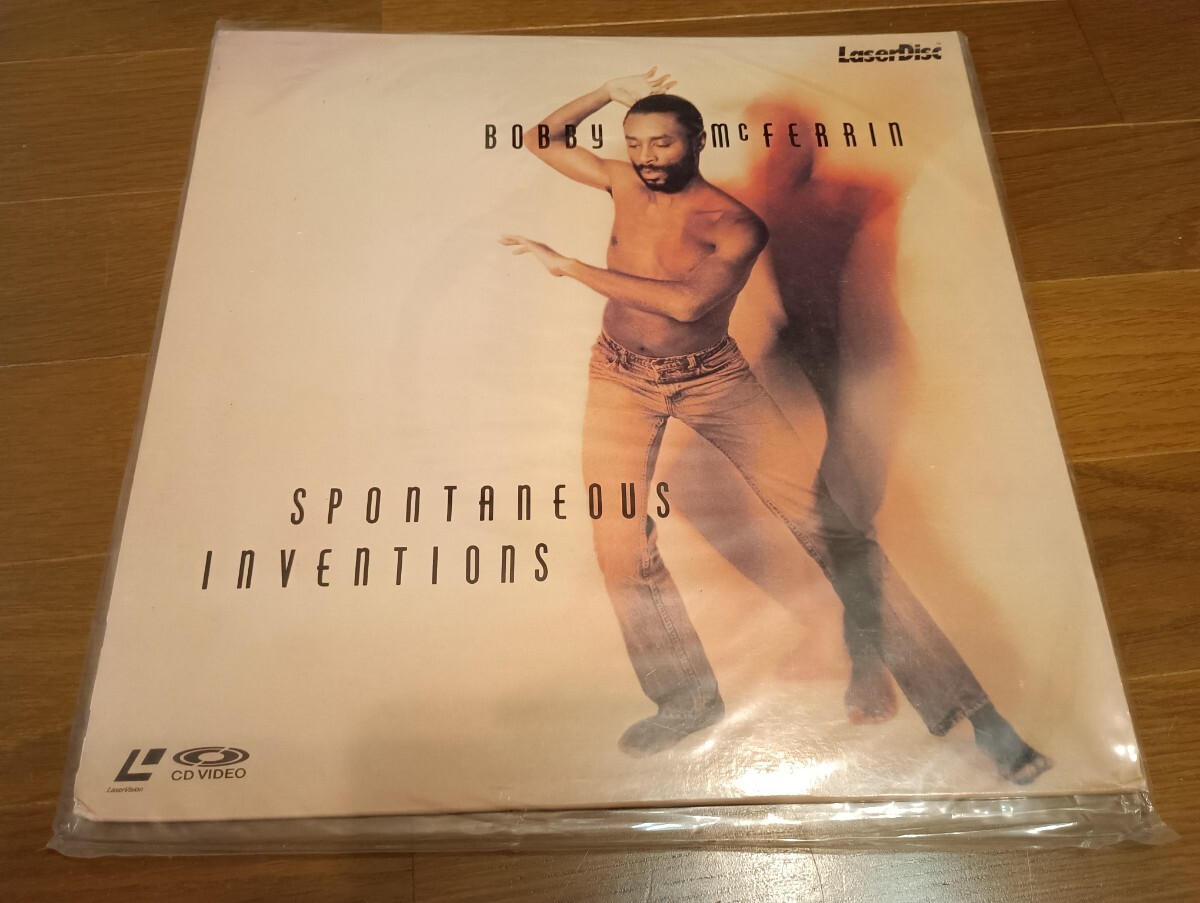 LaserDisc
BOBBY McFERRIN
SPONTANEOUS
INVENTIONS
LaserVision
CD VIDEO